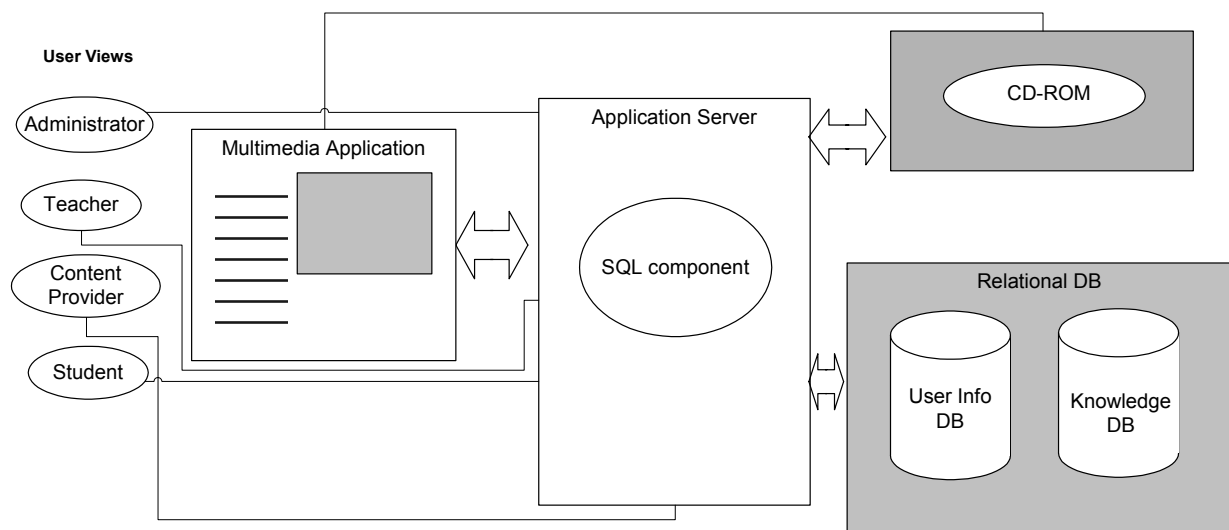 User Views
Administrator
Teacher
Content
Provider
Student
Multimedia Application
Application Server
SQL component
CD-ROM
Relational DB
User Info
DB
Knowledge
DB